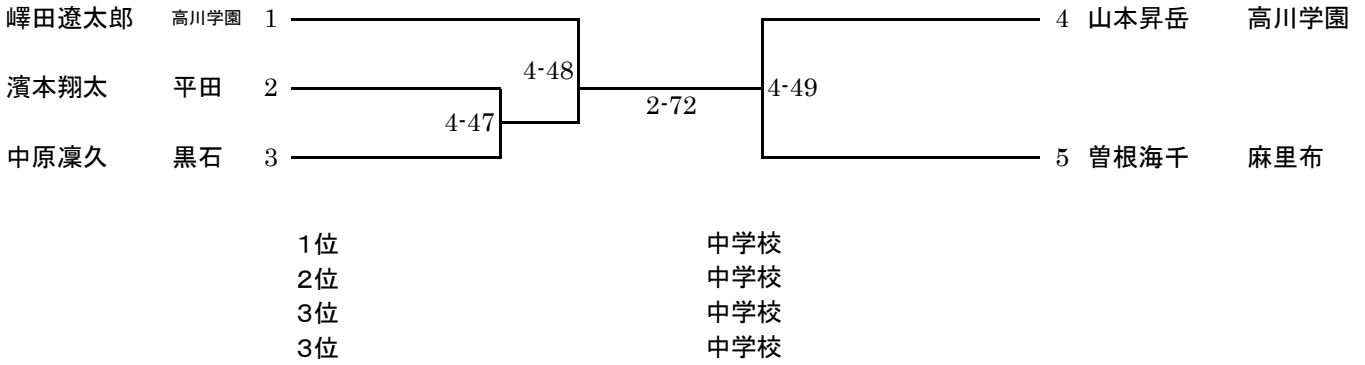 嶧田遼太郎 高川学園 1 4 山本昇岳 高川学園
4-48
濱本翔太 平田 2 4-49
2-72
4-47
中原凜久 黒石 3 5 曽根海千 麻里布
1位 中学校
2位 中学校
3位 中学校
3位 中学校